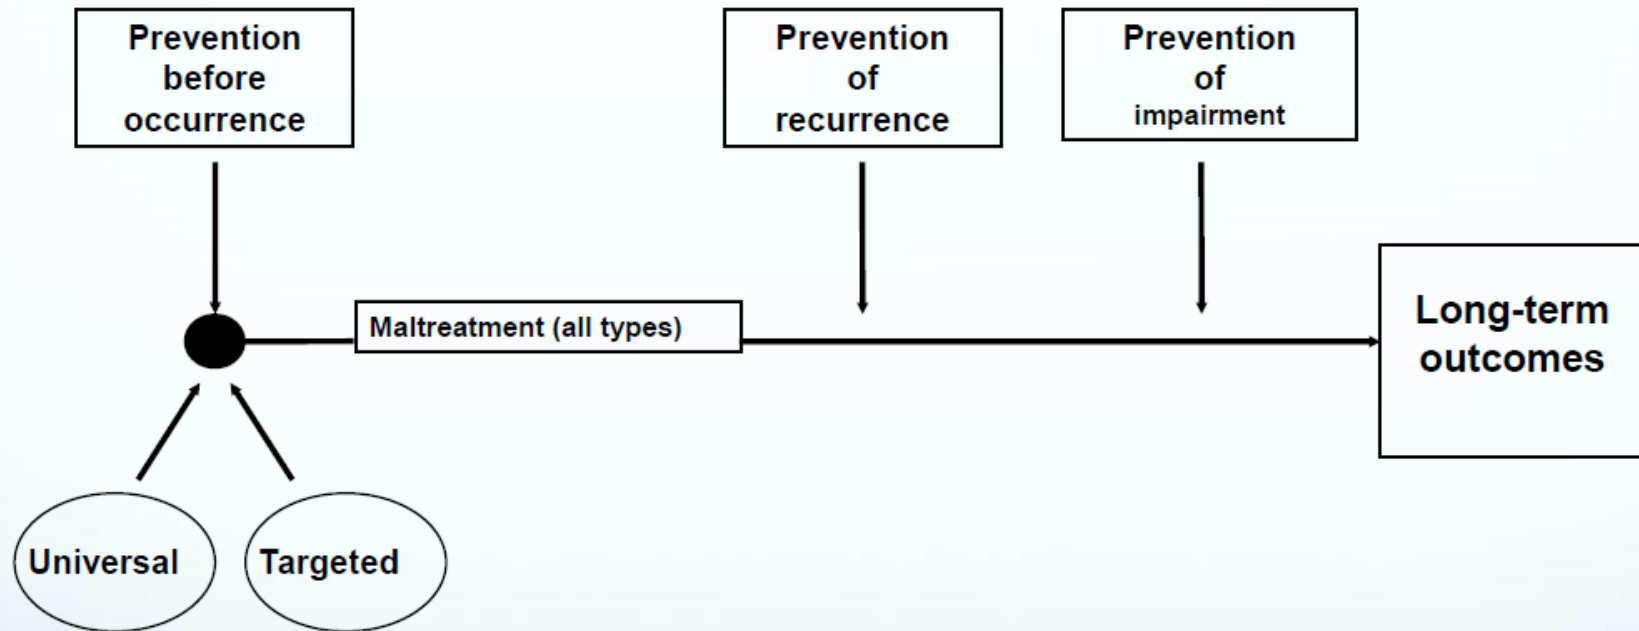 Prevention
before
occurrence
Prevention
of
recurrence
Prevention
of
impairment
Maltreatment (all types)
Long-term
outcomes
Universal
Targeted